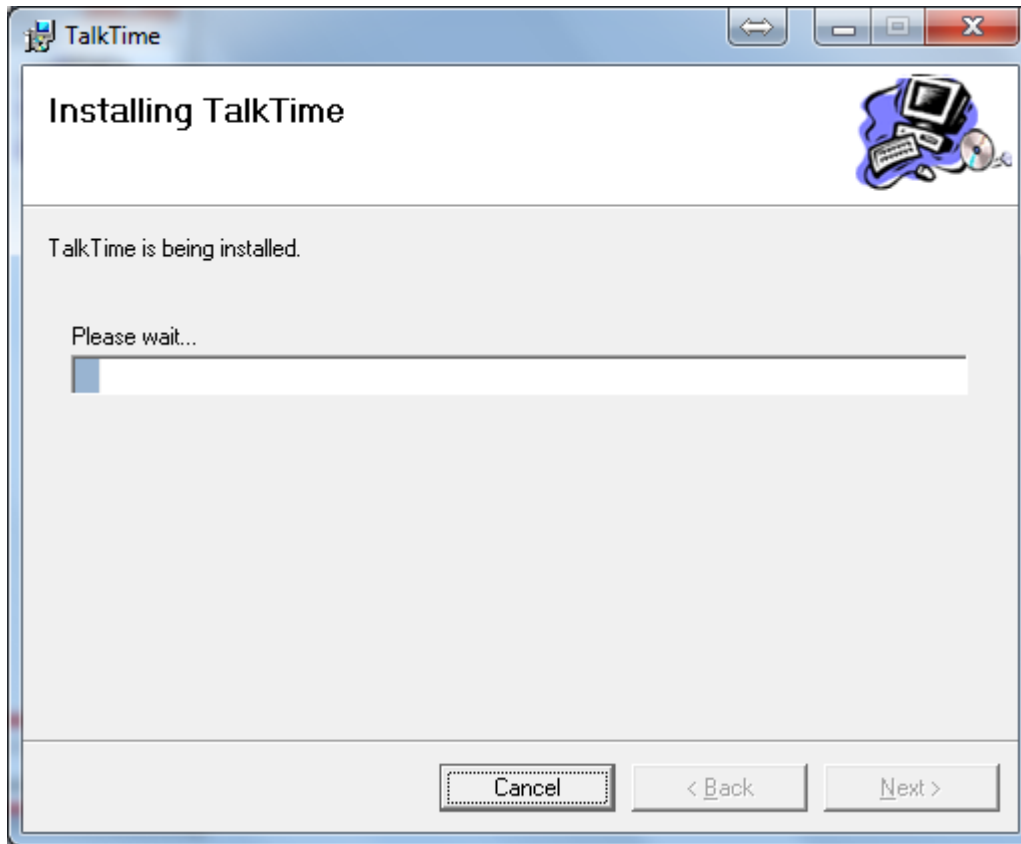 TalkTime
Installing TalkTime
TalkTime is being installed.
Please wait...
Cancel
< Back
Next >